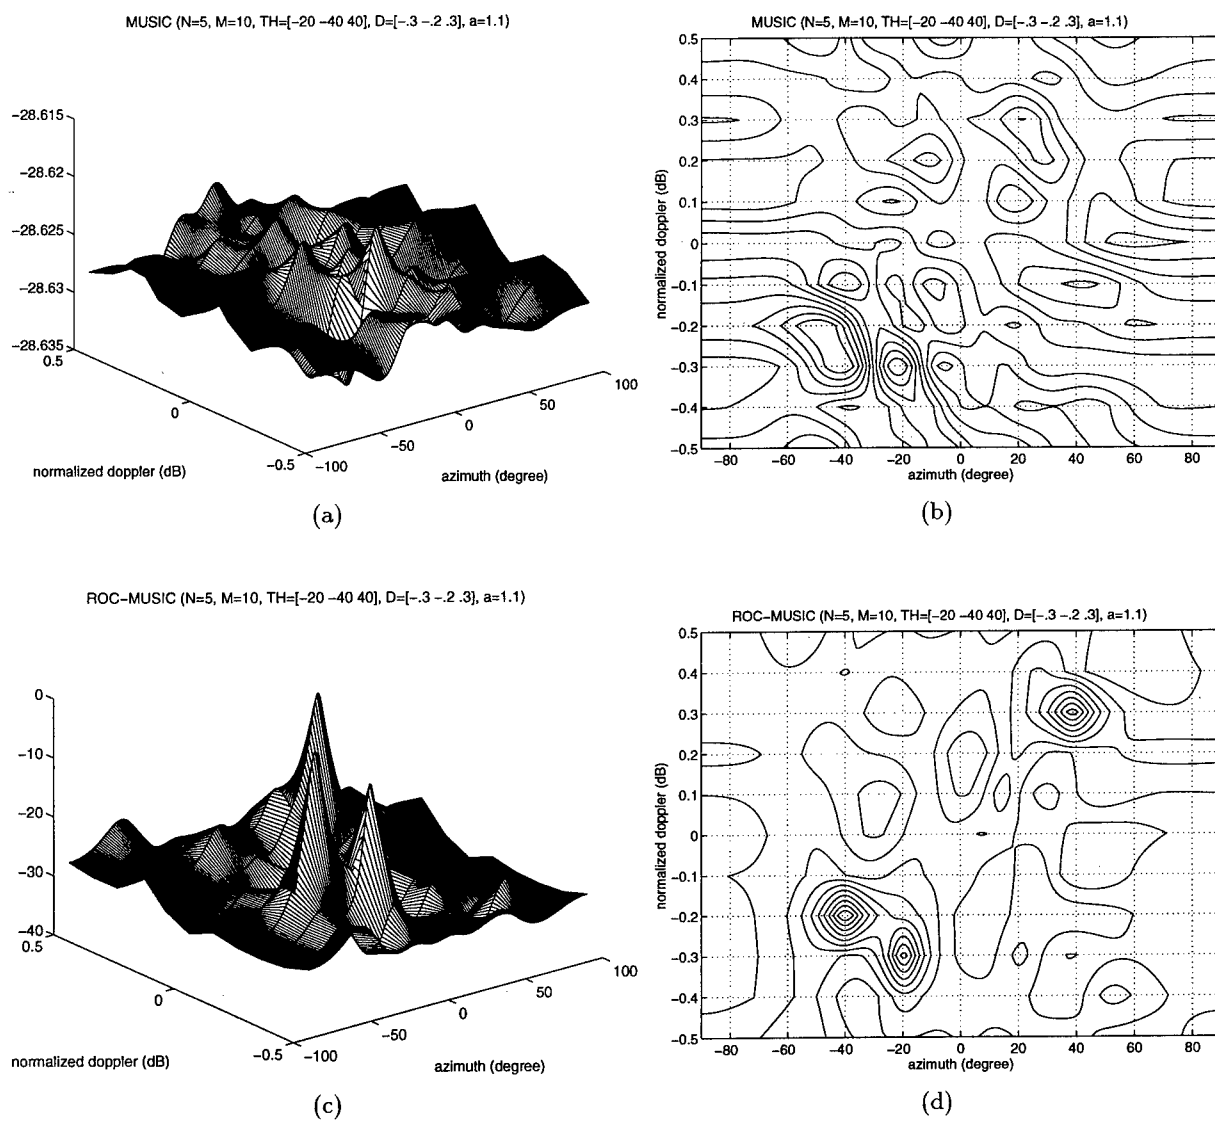 MUSIC (N=5, M=10, TH=[-20 -40 40], D=[-.3 -.2 .3], a=1.1)
-28.615
-28.62
-28.625
-28.63
-28.635
0.5
0
-0.5
-100
-50
0
50
100
normalized doppler (dB)
azimuth (degree)
(a)
MUSIC (N=5, M=10, TH=[-20 -40 40], D=[-.3 -.2 .3], a=1.1)
0.5
0.4
0.3
0.2
0.1
0
-0.1
-0.2
-0.3
-0.4
-0.5
normalized doppler (dB)
-80 -60 -40 -20 0 20 40 60 80
azimuth (degree)
(b)
ROC-MUSIC (N=5, M=10, TH=[-20 -40 40], D=[-.3 -.2 .3], a=1.1)
0
-10
-20
-30
-40
0.5
0
-0.5
-100
-50
0
50
100
normalized doppler (dB)
azimuth (degree)
(c)
ROC-MUSIC (N=5, M=10, TH=[-20 -40 40], D=[-.3 -.2 .3], a=1.1)
0.5
0.4
0.3
0.2
0.1
0
-0.1
-0.2
-0.3
-0.4
-0.5
normalized doppler (dB)
-80 -60 -40 -20 0 20 40 60 80
azimuth (degree)
(d)